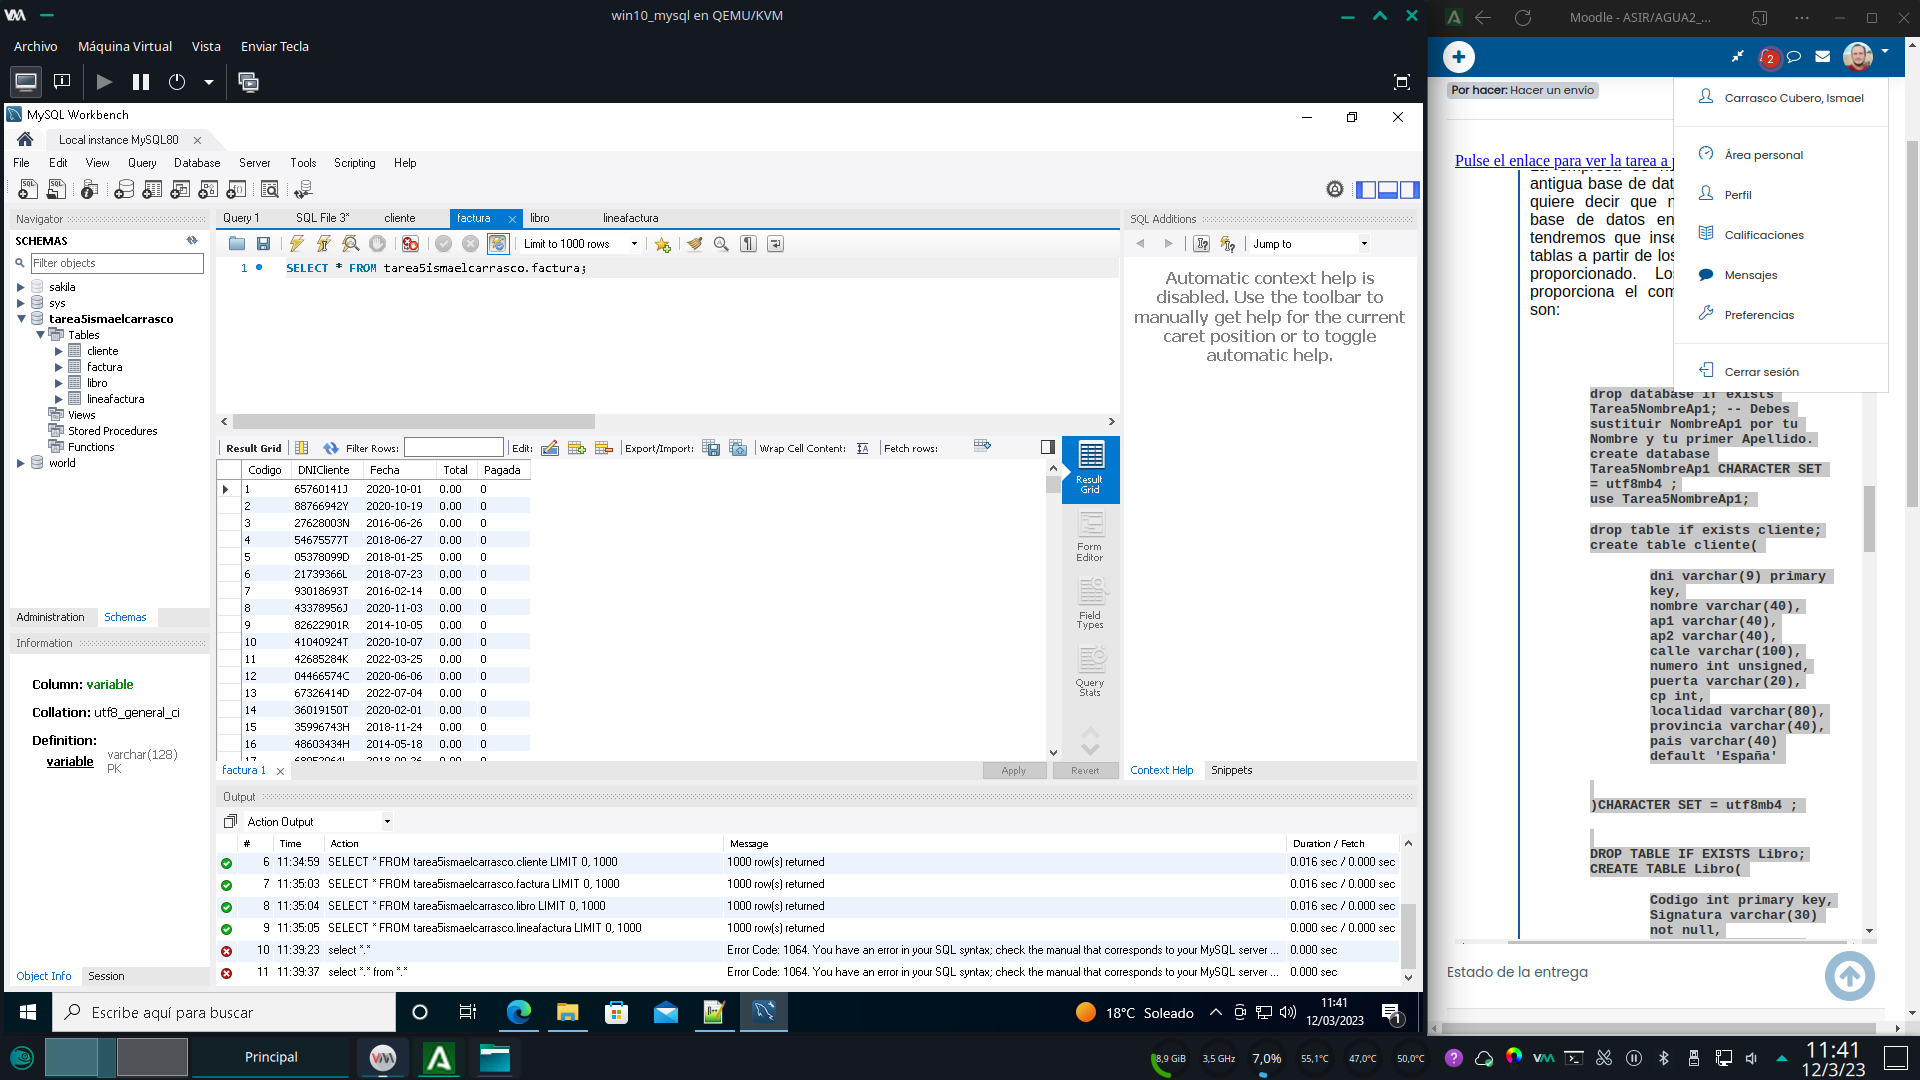 win10_mysql en QEMU/KVM
Archivo Máquina Virtual Vista Enviar Tecla
MySQL Workbench
Local instance MySQL80
File Edit View Query Database Server Tools Scripting Help
Navigator
SCHEMAS
Filter objects
sakila
sys
tarea5ismaelcarrasco
Tables
cliente
factura
libro
lineafactura
Views
Stored Procedures
Functions
world
Administration Schemas
Information
Column: variable
Collation: utf8_general_ci
Definition:
variable varchar(128)
PK
Object Info Session
Query 1 SQL File 3* cliente factura libro lineafactura
Limit to 1000 rows
1 SELECT * FROM tarea5ismaelcarrasco.factura;
Result Grid Filter Rows: Edit: Export/Import: Wrap Cell Content: Fetch rows:
Codigo DNICliente Fecha Total Pagada
1 65760141J 2020-10-01 0.00 0
2 88766942Y 2020-10-19 0.00 0
3 27628003N 2016-06-26 0.00 0
4 54675577T 2018-06-27 0.00 0
5 05378099D 2018-01-25 0.00 0
6 21739366L 2018-07-23 0.00 0
7 93018693T 2016-02-14 0.00 0
8 43378956J 2020-11-03 0.00 0
9 82622901R 2014-10-05 0.00 0
10 41040924T 2020-10-07 0.00 0
11 42685284K 2022-03-25 0.00 0
12 04466574C 2020-06-06 0.00 0
13 67326414D 2022-07-04 0.00 0
14 36019150T 2020-02-01 0.00 0
15 35996743H 2018-11-24 0.00 0
16 48603434H 2014-05-18 0.00 0
Result
Grid
Form
Editor
Field
Types
Query
Stats
factura 1 Apply Revert
SQL Additions
Jump to
Automatic context help is
disabled. Use the toolbar to
manually get help for the current
caret position or to toggle
automatic help.
Context Help Snippets
Output
Action Output
# Time Action Message Duration / Fetch
6 11:34:59 SELECT * FROM tarea5ismaelcarrasco.cliente LIMIT 0, 1000 1000 row(s) returned 0.016 sec / 0.000 sec
7 11:35:03 SELECT * FROM tarea5ismaelcarrasco.factura LIMIT 0, 1000 1000 row(s) returned 0.016 sec / 0.000 sec
8 11:35:04 SELECT * FROM tarea5ismaelcarrasco.libro LIMIT 0, 1000 1000 row(s) returned 0.016 sec / 0.000 sec
9 11:35:05 SELECT * FROM tarea5ismaelcarrasco.lineafactura LIMIT 0, 1000 1000 row(s) returned 0.000 sec / 0.000 sec
10 11:39:23 select *.* Error Code: 1064. You have an error in your SQL syntax; check the manual that corresponds to your MySQL server ... 0.000 sec
11 11:39:37 select *.* from *.* Error Code: 1064. You have an error in your SQL syntax; check the manual that corresponds to your MySQL server ... 0.000 sec
Escribe aquí para buscar
18°C Soleado
11:41
12/03/2023
1
Moodle - ASIR/AGUA2_...
2
Por hacer: Hacer un envío
Carrasco Cubero, Ismael
Área personal
Perfil
Calificaciones
Mensajes
Preferencias
Cerrar sesión
Pulse el enlace para ver la tarea a
antigua base de dat
quiere decir que n
base de datos en
tendremos que inse
tablas a partir de los
proporcionado. Los
proporciona el com
son:
drop database if exists
Tarea5NombreAp1; -- Debes
sustituir NombreAp1 por tu
Nombre y tu primer Apellido.
create database
Tarea5NombreAp1 CHARACTER SET
= utf8mb4 ;
use Tarea5NombreAp1;
drop table if exists cliente;
create table cliente(
dni varchar(9) primary
key,
nombre varchar(40),
ap1 varchar(40),
ap2 varchar(40),
calle varchar(100),
numero int unsigned,
puerta varchar(20),
cp int,
localidad varchar(80),
provincia varchar(40),
pais varchar(40)
default 'España'
)CHARACTER SET = utf8mb4 ;
DROP TABLE IF EXISTS Libro;
CREATE TABLE Libro(
Codigo int primary key,
Signatura varchar(30)
not null,
Estado de la entrega
Principal
8,9 GiB 3,5 GHz 7,0% 55,1°C 47,0°C 50,0°C
11:41
12/3/23